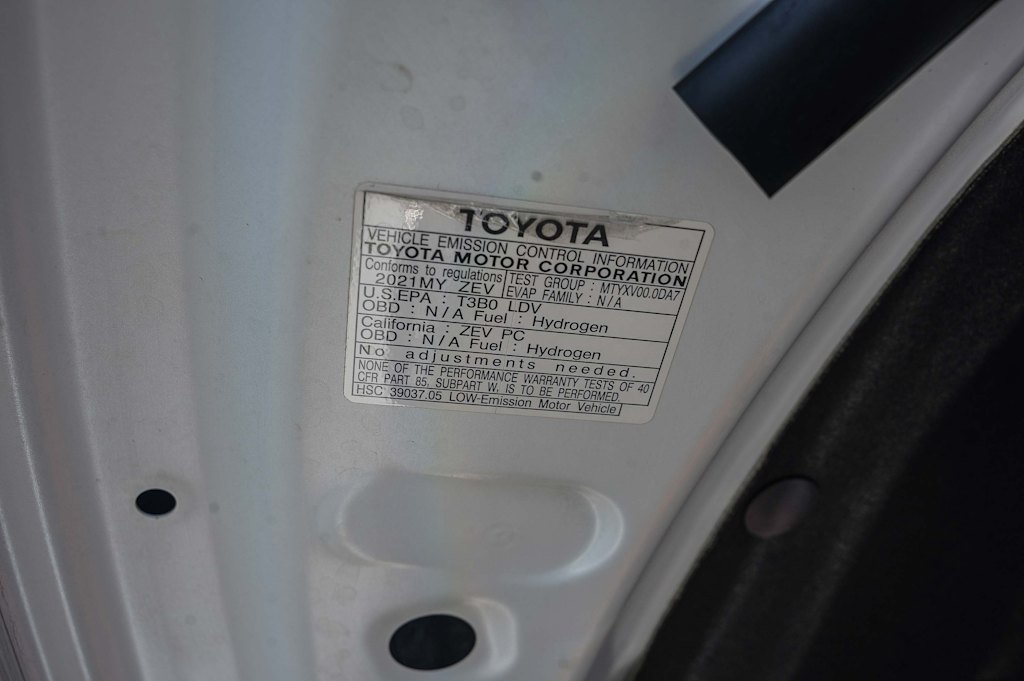 TOYOTA
VEHICLE EMISSION CONTROL INFORMATION
TOYOTA MOTOR CORPORATION
Conforms to regulations TEST GROUP : MTYXV00.0DA7
2021MY ZEV EVAP FAMILY : N/A
U.S.EPA : T3B0 LDV
OBD : N/A Fuel : Hydrogen
California : ZEV PC
OBD : N/A Fuel : Hydrogen
No adjustments needed.
NONE OF THE PERFORMANCE WARRANTY TESTS OF 40
CFR PART 85, SUBPART W, IS TO BE PERFORMED
HSC 39037.05 LOW-Emission Motor Vehicle